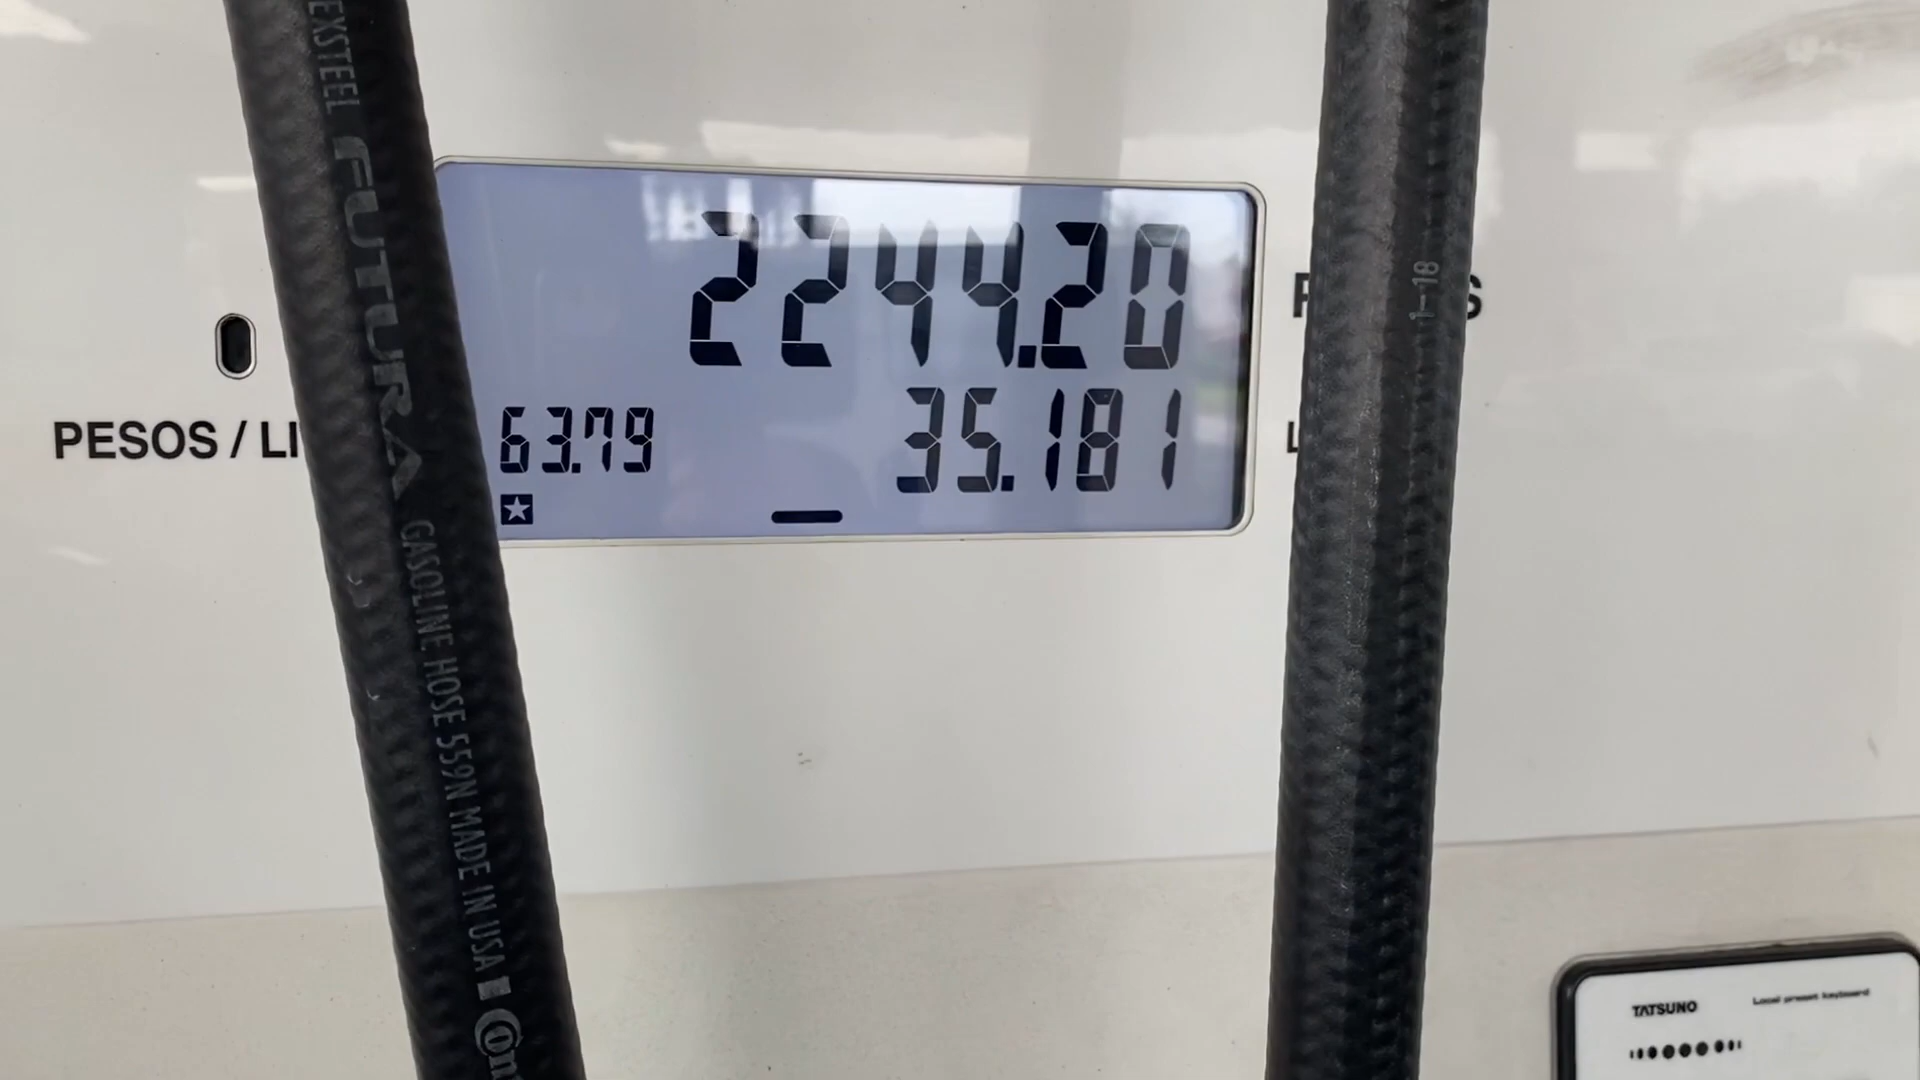 2244.20
63.79
35.181
PESOS / LI
EXSTEEL FUTURA GASOLINE HOSE 559N MADE IN USA
1-18
TATSUNO
Local preset keyboard